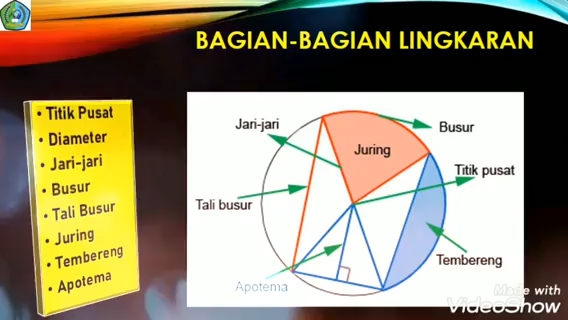 BAGIAN-BAGIAN LINGKARAN
• Titik Pusat
• Diameter
• Jari-jari
• Busur
• Tali Busur
• Juring
• Tembereng
• Apotema
Jari-jari
Busur
Juring
Titik pusat
Tali busur
Tembereng
Apotema
Made with
VideoShow